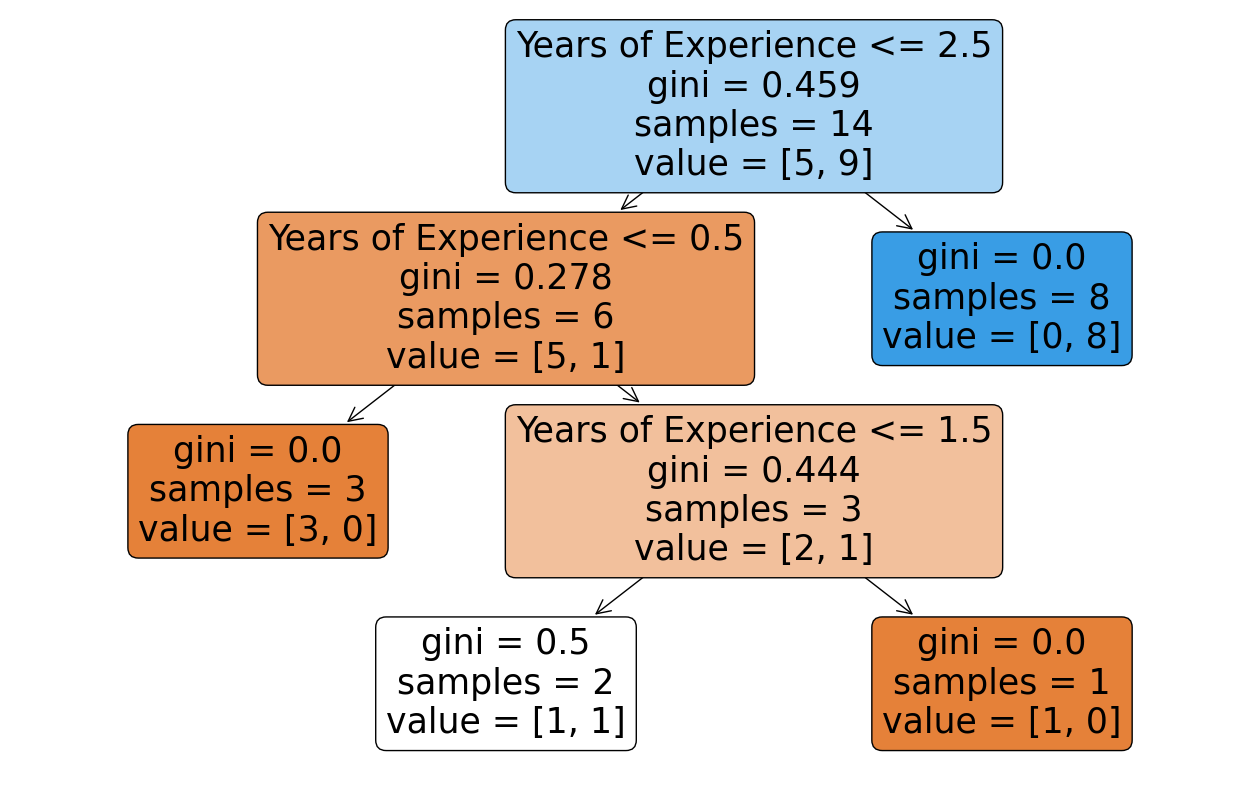 Years of Experience <= 2.5
gini = 0.459
samples = 14
value = [5, 9]
Years of Experience <= 0.5
gini = 0.278
samples = 6
value = [5, 1]
gini = 0.0
samples = 8
value = [0, 8]
gini = 0.0
samples = 3
value = [3, 0]
Years of Experience <= 1.5
gini = 0.444
samples = 3
value = [2, 1]
gini = 0.5
samples = 2
value = [1, 1]
gini = 0.0
samples = 1
value = [1, 0]